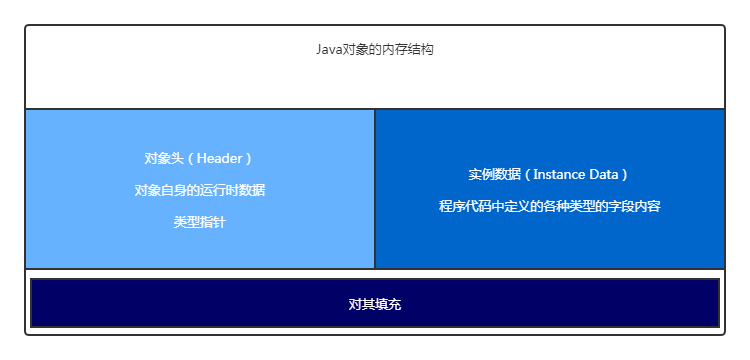 Java对象的内存结构
对象头（Header）
对象自身的运行时数据
类型指针
实例数据（Instance Data）
程序代码中定义的各种类型的字段内容
对其填充